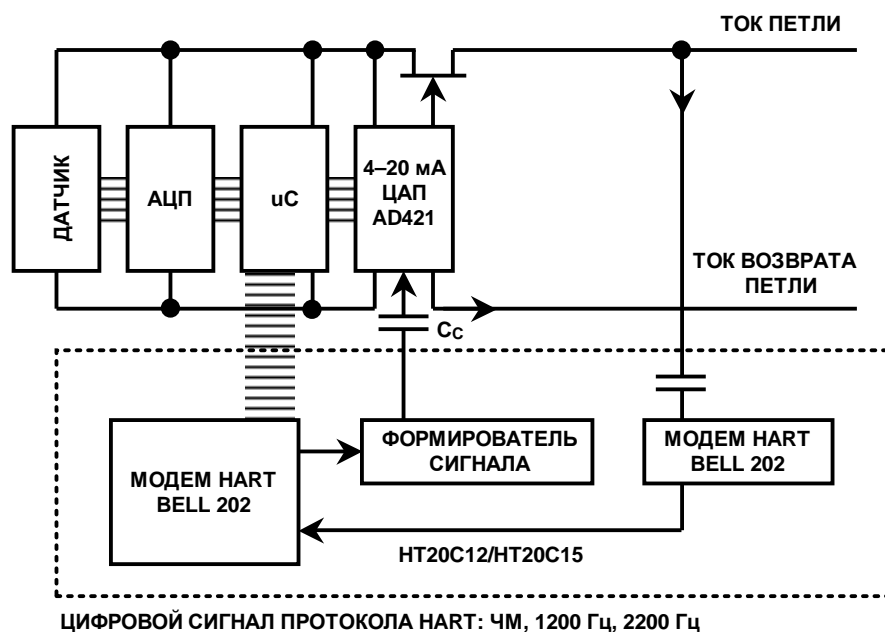 ТОК ПЕТЛИ
ДАТЧИК
АЦП
uC
4–20 мА
ЦАП
AD421
ТОК ВОЗВРАТА
ПЕТЛИ
CC
МОДЕМ HART
BELL 202
ФОРМИРОВАТЕЛЬ
СИГНАЛА
МОДЕМ HART
BELL 202
HT20C12/HT20C15
ЦИФРОВОЙ СИГНАЛ ПРОТОКОЛА HART: ЧМ, 1200 Гц, 2200 Гц